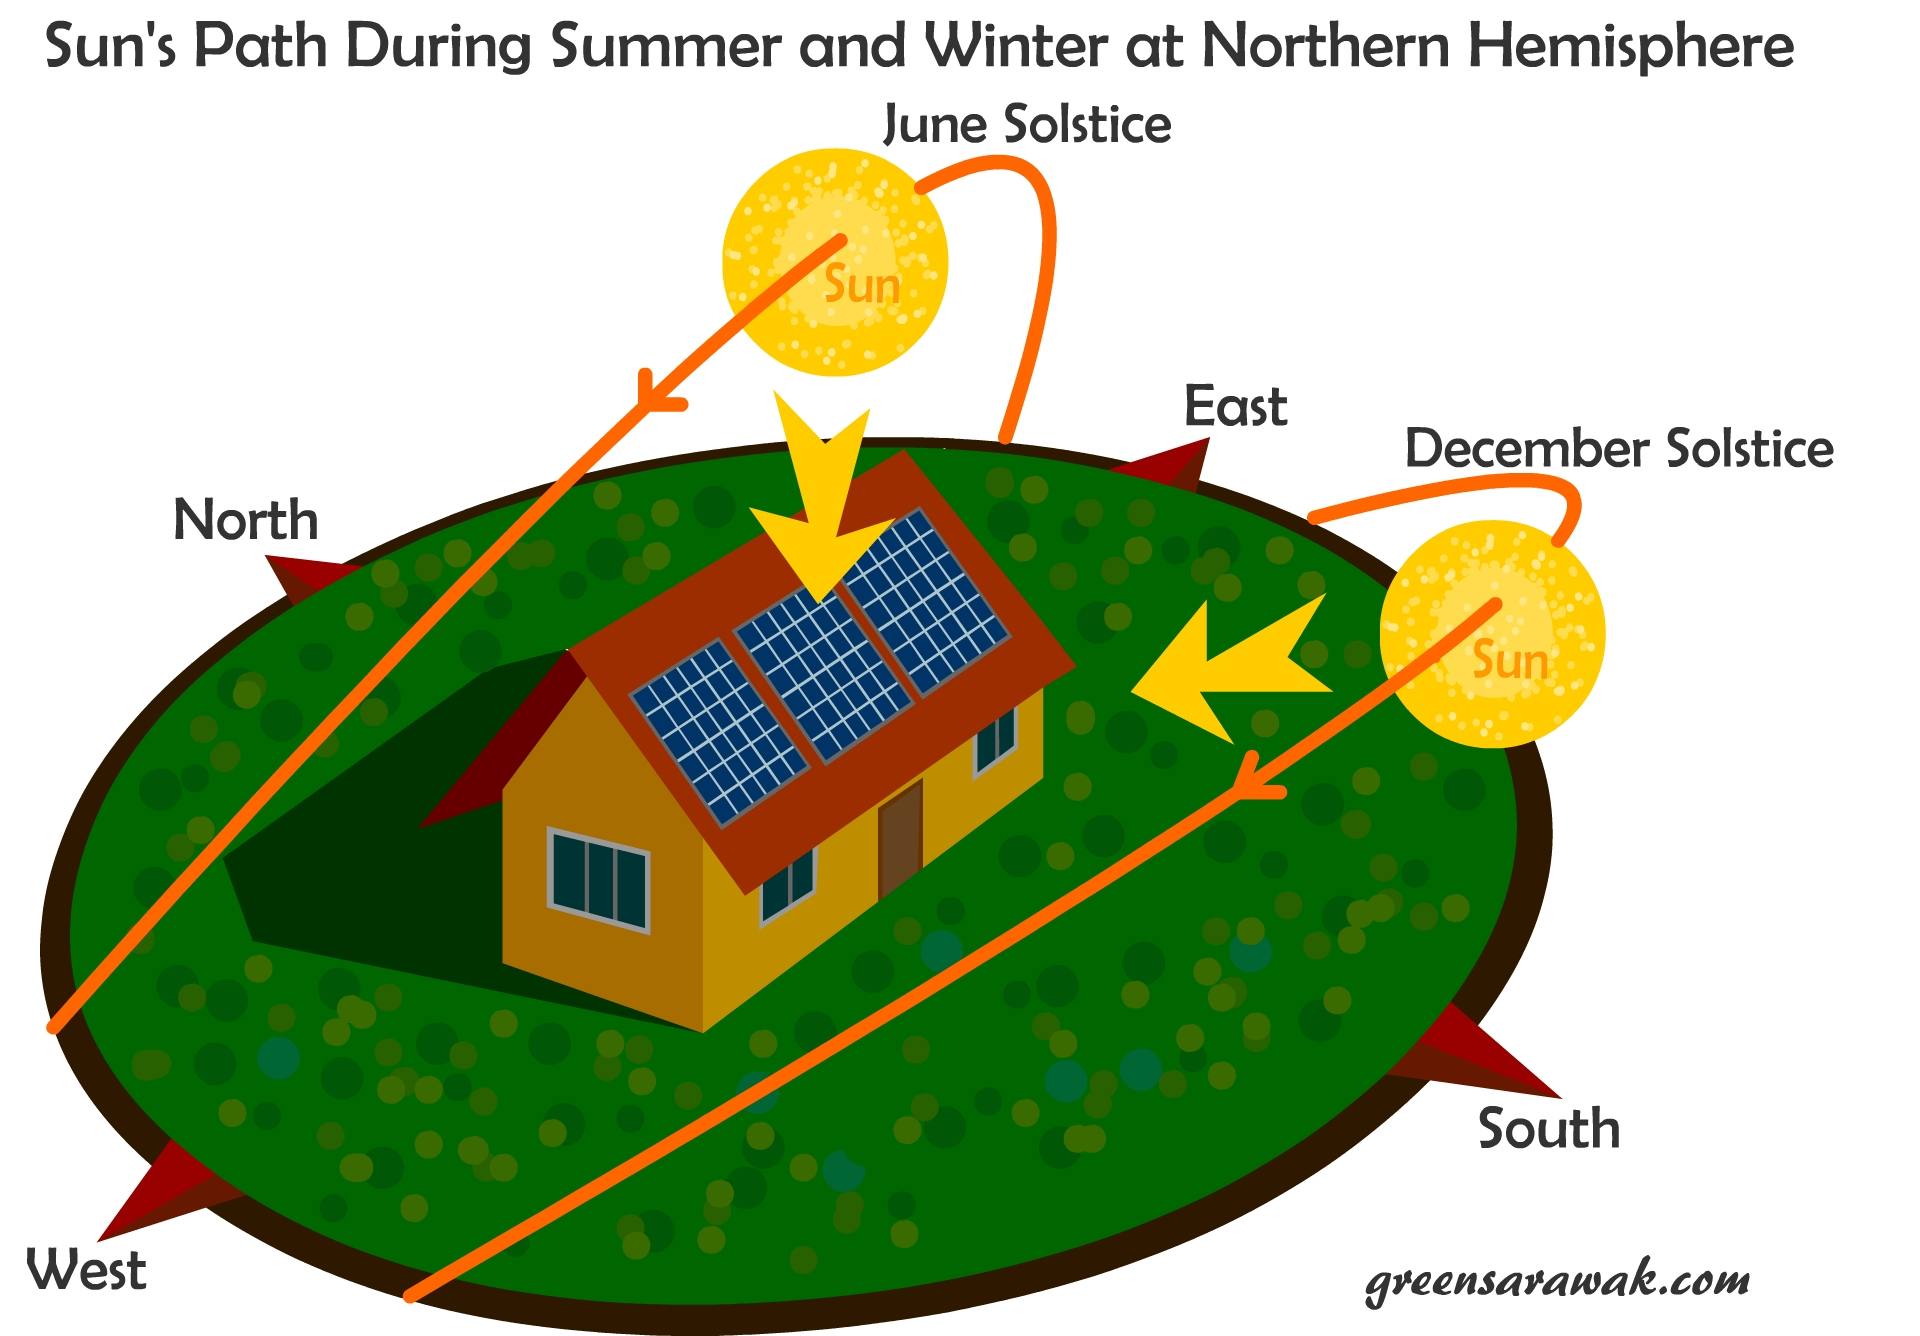 Sun's Path During Summer and Winter at Northern Hemisphere
June Solstice
Sun
East
December Solstice
North
Sun
South
West
greensarawak.com